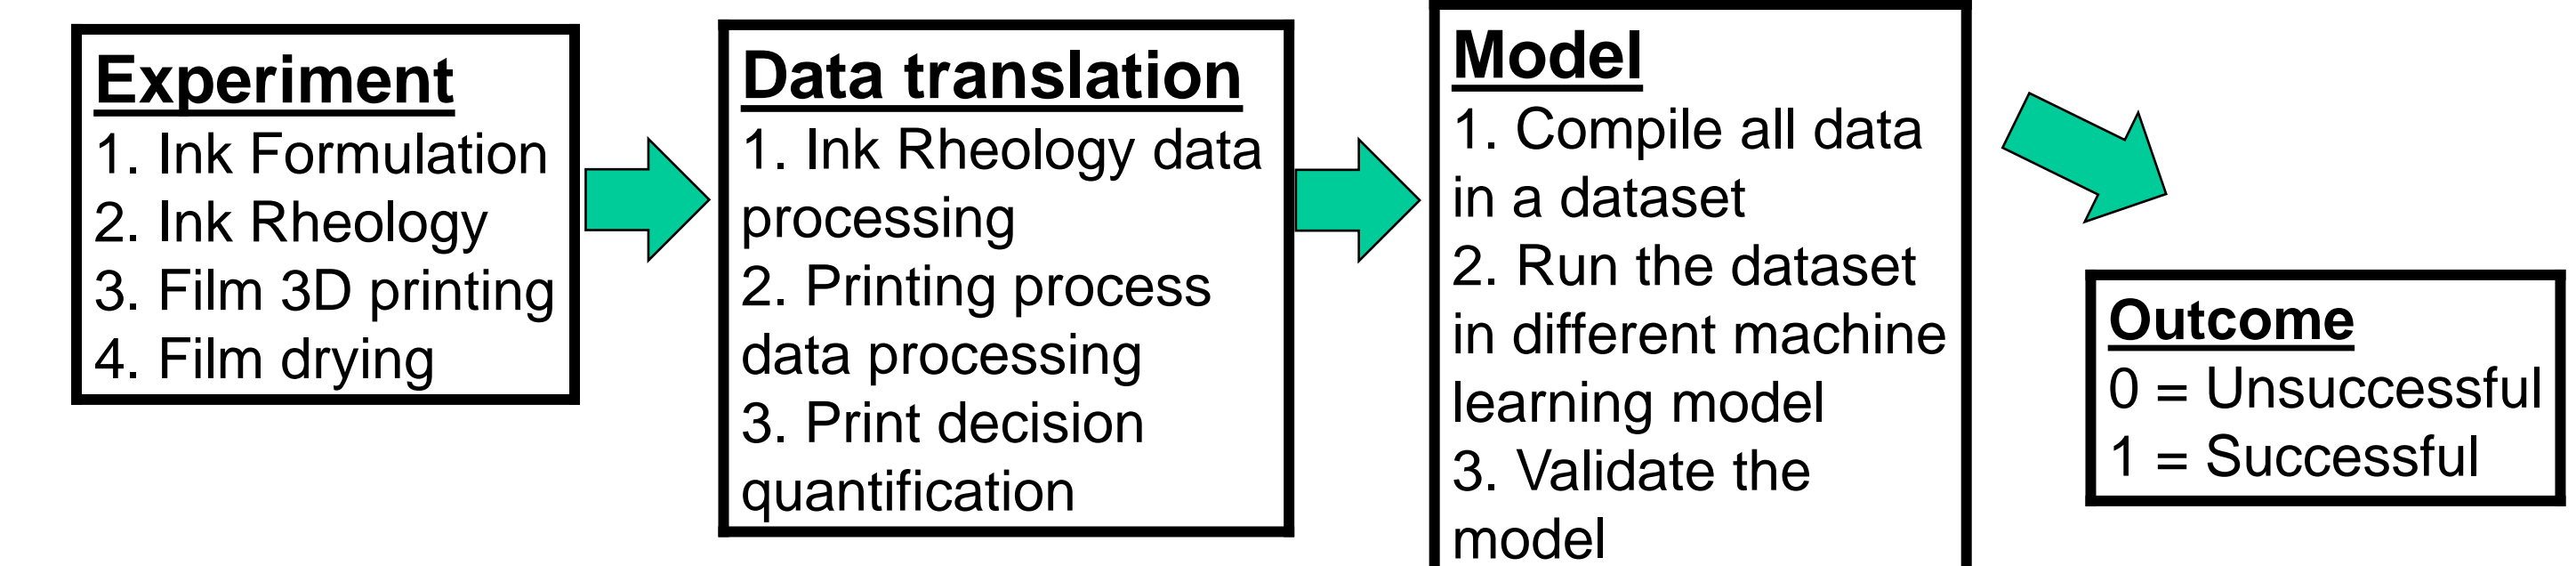 Experiment
1. Ink Formulation
2. Ink Rheology
3. Film 3D printing
4. Film drying
Data translation
1. Ink Rheology data
processing
2. Printing process
data processing
3. Print decision
quantification
Model
1. Compile all data
in a dataset
2. Run the dataset
in different machine
learning model
3. Validate the
model
Outcome
0 = Unsuccessful
1 = Successful